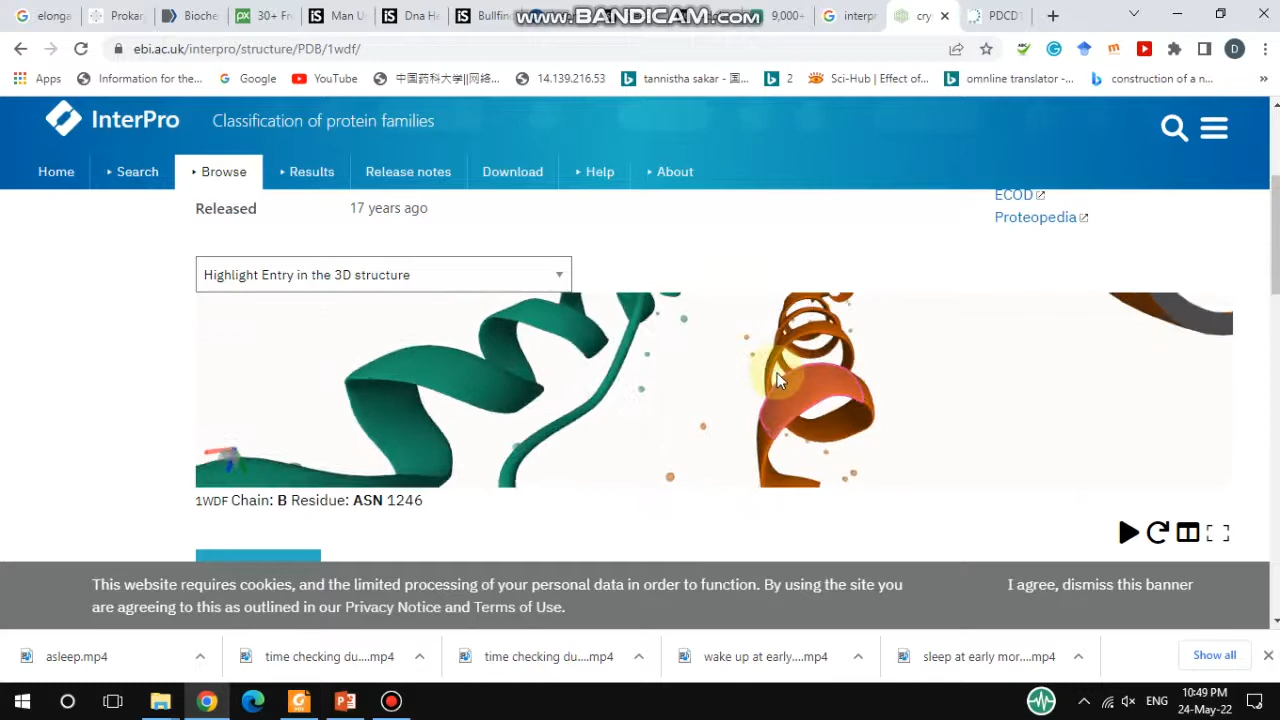 elong
Prokar
Bioche
30+ Fr
Man U
Dna H
Bullfin
9,000+
interp
cry
PDCD
www.BANDICAM.com
ebi.ac.uk/interpro/structure/PDB/1wdf/
D
Apps
Information for the...
Google
YouTube
中国药科大学||网络...
14.139.216.53
tannistha sakar - 国...
2
Sci-Hub | Effect of...
omnline translator -...
construction of a n...
»
InterPro
Classification of protein families
Home
Search
Browse
Results
Release notes
Download
Help
About
Released
17 years ago
ECOD
Proteopedia
Highlight Entry in the 3D structure
1WDF Chain: B Residue: ASN 1246
This website requires cookies, and the limited processing of your personal data in order to function. By using the site you
are agreeing to this as outlined in our Privacy Notice and Terms of Use.
I agree, dismiss this banner
asleep.mp4
time checking du....mp4
time checking du....mp4
wake up at early....mp4
sleep at early mor....mp4
Show all
ENG
10:49 PM
24-May-22